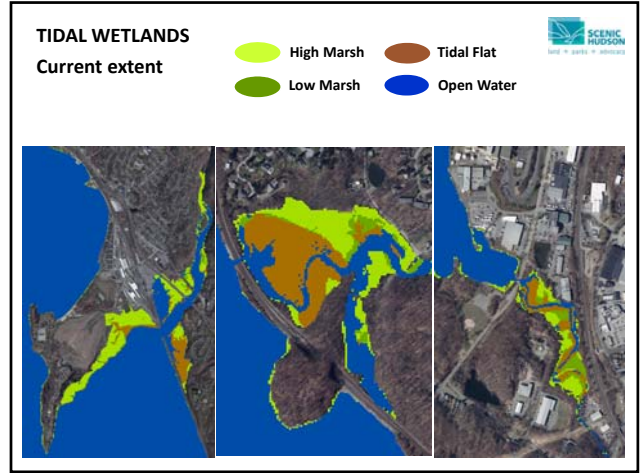 TIDAL WETLANDS
Current extent
High Marsh
Tidal Flat
Low Marsh
Open Water
SCENIC
HUDSON
land • parks • advocacy